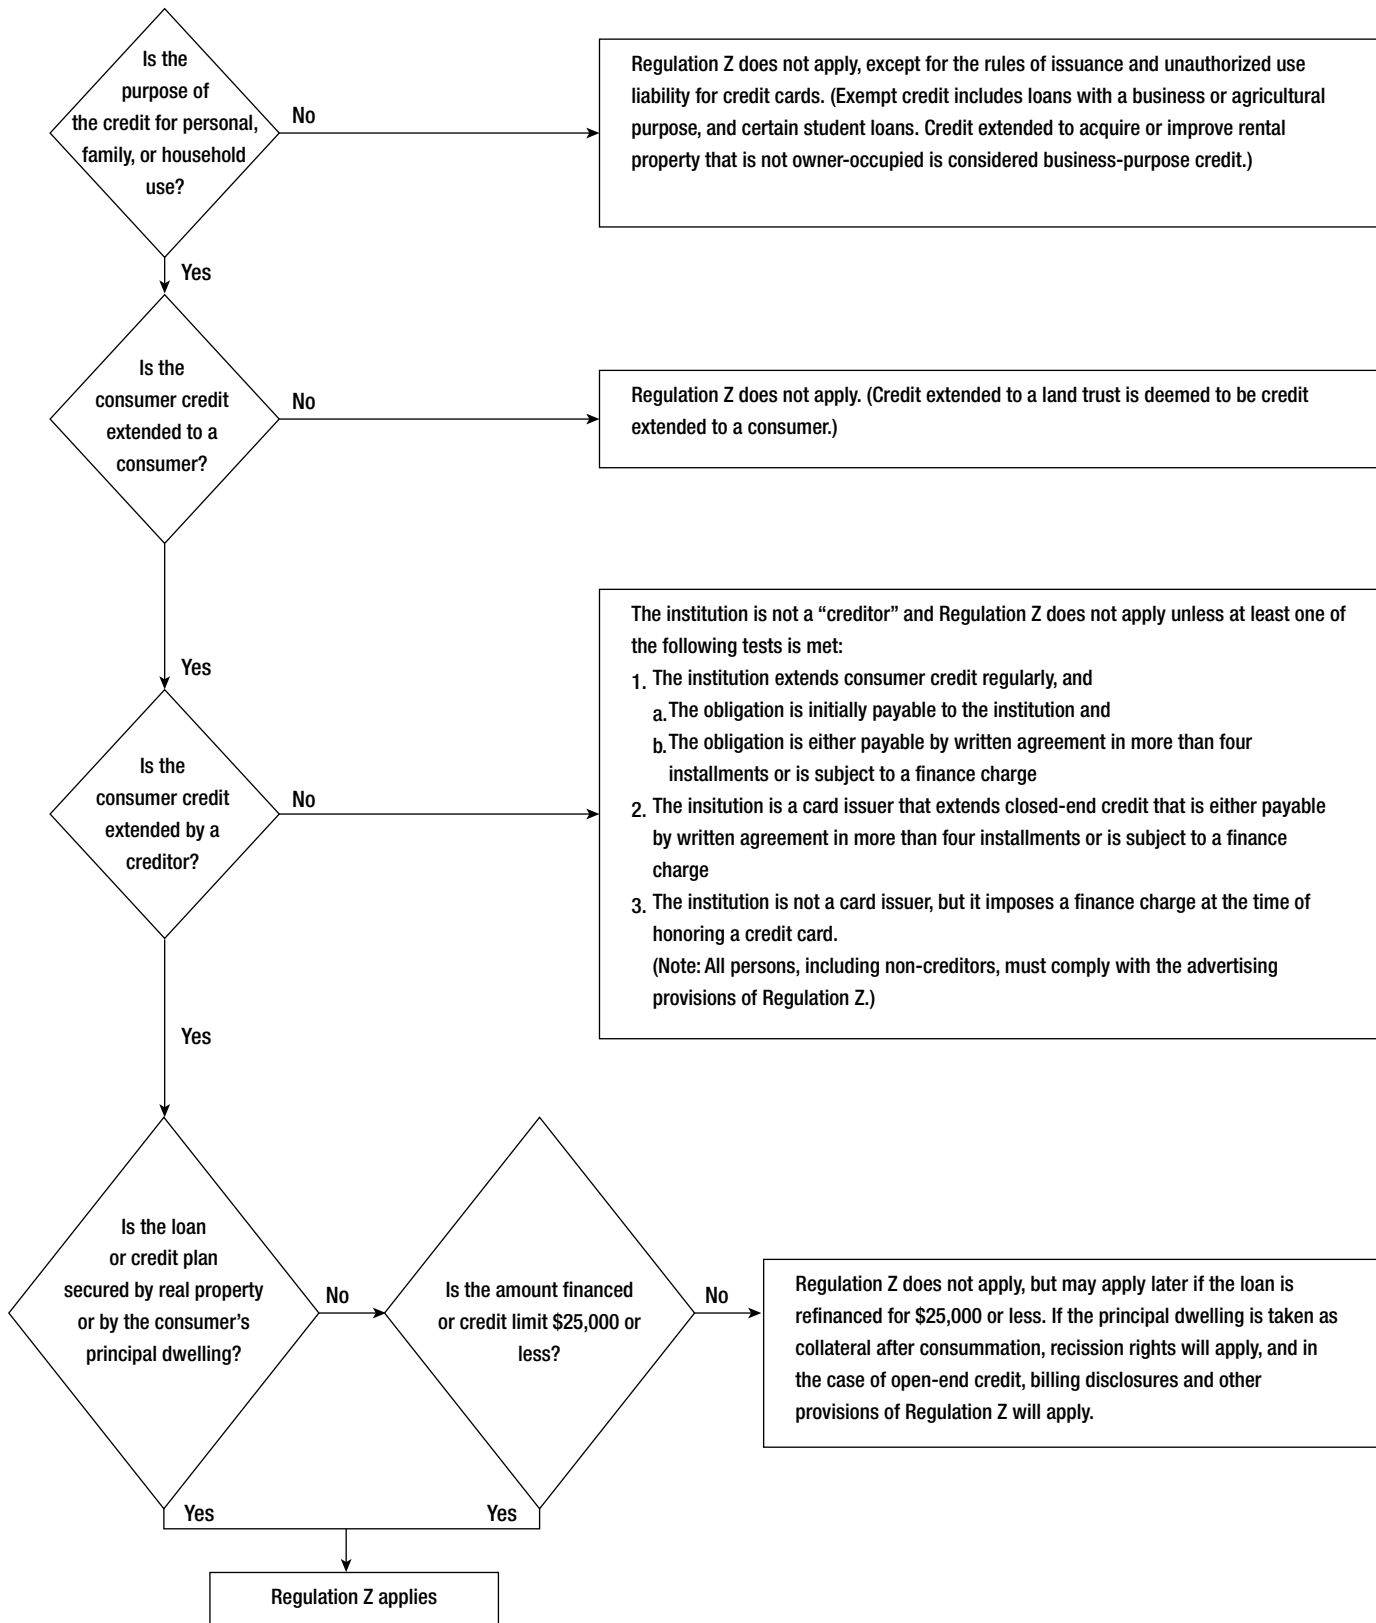 Is the
purpose of
the credit for personal,
family, or household
use?
No
Regulation Z does not apply, except for the rules of issuance and unauthorized use
liability for credit cards. (Exempt credit includes loans with a business or agricultural
purpose, and certain student loans. Credit extended to acquire or improve rental
property that is not owner-occupied is considered business-purpose credit.)
Yes
Is the
consumer credit
extended to a
consumer?
No
Regulation Z does not apply. (Credit extended to a land trust is deemed to be credit
extended to a consumer.)
Yes
Is the
consumer credit
extended by a
creditor?
No
The institution is not a “creditor” and Regulation Z does not apply unless at least one of
the following tests is met:
1. The institution extends consumer credit regularly, and
a. The obligation is initially payable to the institution and
b. The obligation is either payable by written agreement in more than four
installments or is subject to a finance charge
2. The insitution is a card issuer that extends closed-end credit that is either payable
by written agreement in more than four installments or is subject to a finance
charge
3. The institution is not a card issuer, but it imposes a finance charge at the time of
honoring a credit card.
(Note: All persons, including non-creditors, must comply with the advertising
provisions of Regulation Z.)
Yes
Is the loan
or credit plan
secured by real property
or by the consumer’s
principal dwelling?
No
Is the amount financed
or credit limit $25,000 or
less?
No
Regulation Z does not apply, but may apply later if the loan is
refinanced for $25,000 or less. If the principal dwelling is taken as
collateral after consummation, recission rights will apply, and in
the case of open-end credit, billing disclosures and other
provisions of Regulation Z will apply.
Yes
Yes
Regulation Z applies